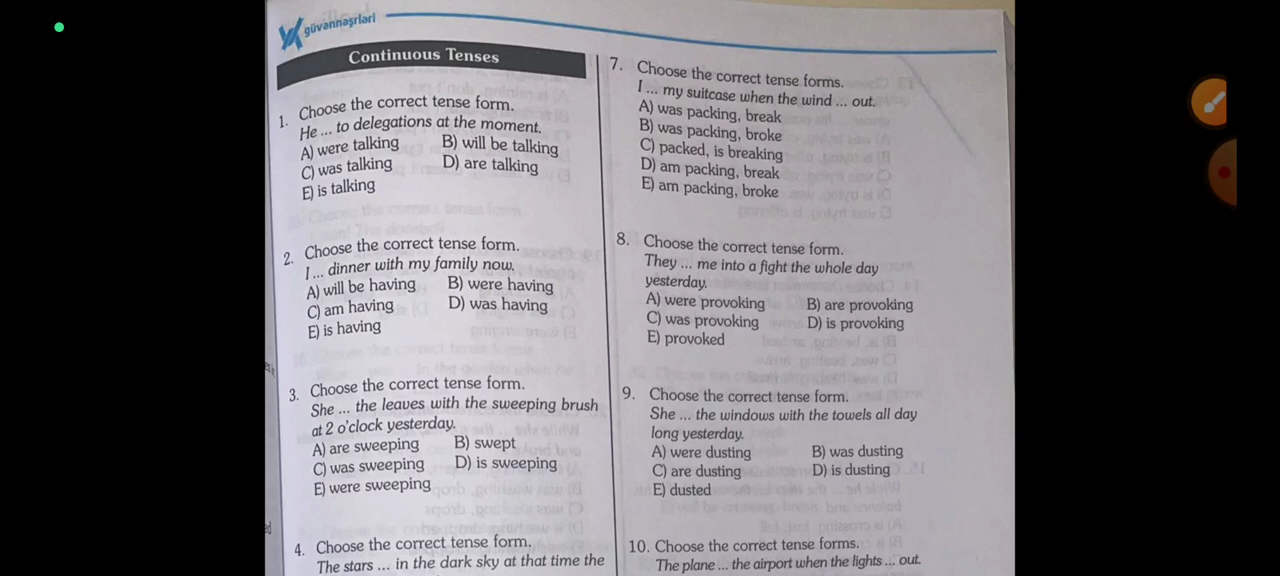 güvənnəşrləri
Continuous Tenses
1. Choose the correct tense form.
He ... to delegations at the moment.
A) were talking B) will be talking
C) was talking D) are talking
E) is talking
2. Choose the correct tense form.
I ... dinner with my family now.
A) will be having B) were having
C) am having D) was having
E) is having
3. Choose the correct tense form.
She ... the leaves with the sweeping brush
at 2 o'clock yesterday.
A) are sweeping B) swept
C) was sweeping D) is sweeping
E) were sweeping
4. Choose the correct tense form.
The stars ... in the dark sky at that time the
7. Choose the correct tense forms.
I ... my suitcase when the wind ... out.
A) was packing, break
B) was packing, broke
C) packed, is breaking
D) am packing, break
E) am packing, broke
8. Choose the correct tense form.
They ... me into a fight the whole day
yesterday.
A) were provoking B) are provoking
C) was provoking D) is provoking
E) provoked
9. Choose the correct tense form.
She ... the windows with the towels all day
long yesterday.
A) were dusting B) was dusting
C) are dusting D) is dusting
E) dusted
10. Choose the correct tense forms.
The plane ... the airport when the lights ... out.